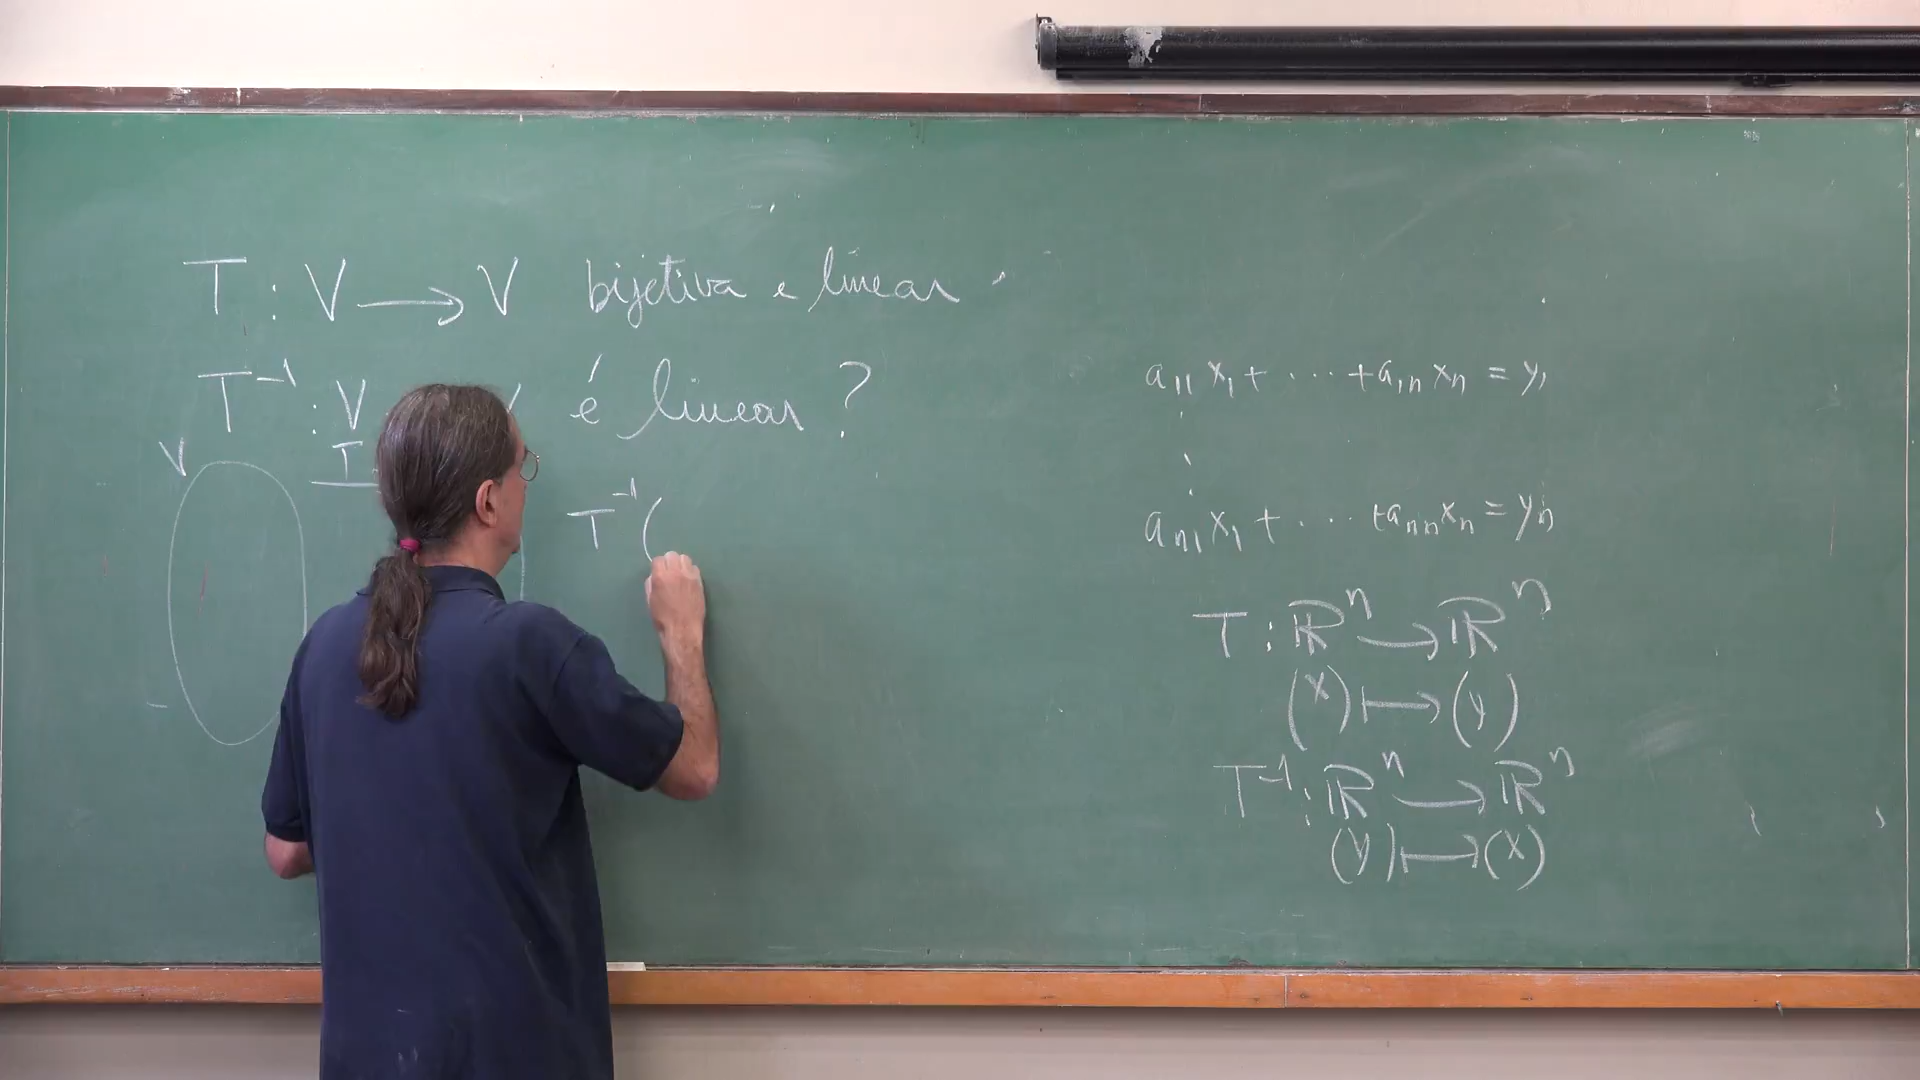 T : V ⟶ V bijetiva e linear
T⁻¹ : V V é linear ?
V T
T⁻¹(
a₁₁x₁ + ⋯ + a₁ₙxₙ = y₁
⋮
aₙ₁x₁ + ⋯ + aₙₙxₙ = yₙ
T : ℝⁿ ⟶ ℝⁿ
(x) ⟼ (y)
T⁻¹ : ℝⁿ ⟶ ℝⁿ
(y) ⟼ (x)